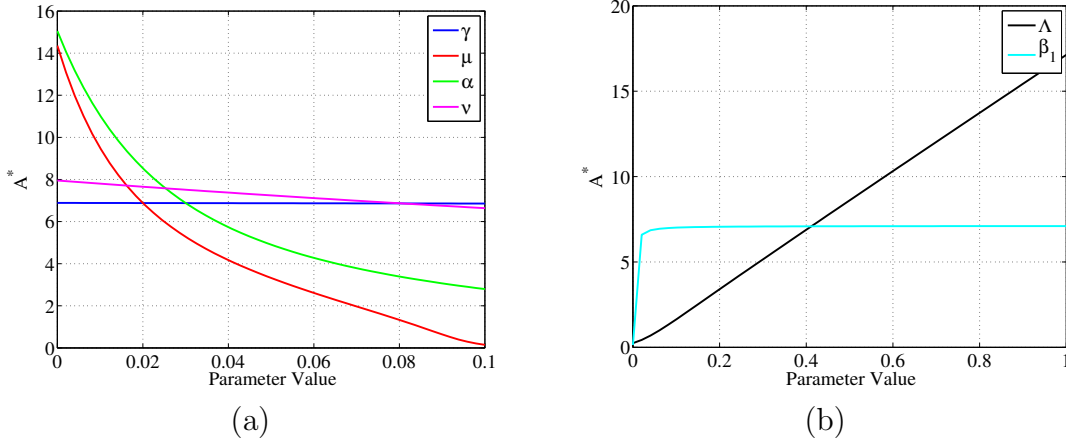 16
14
12
10
8
6
4
2
0
A*
0
0.02
0.04
0.06
0.08
0.1
Parameter Value
γ
μ
α
ν
(a)
20
15
10
5
0
A*
0
0.2
0.4
0.6
0.8
1
Parameter Value
Λ
β1
(b)